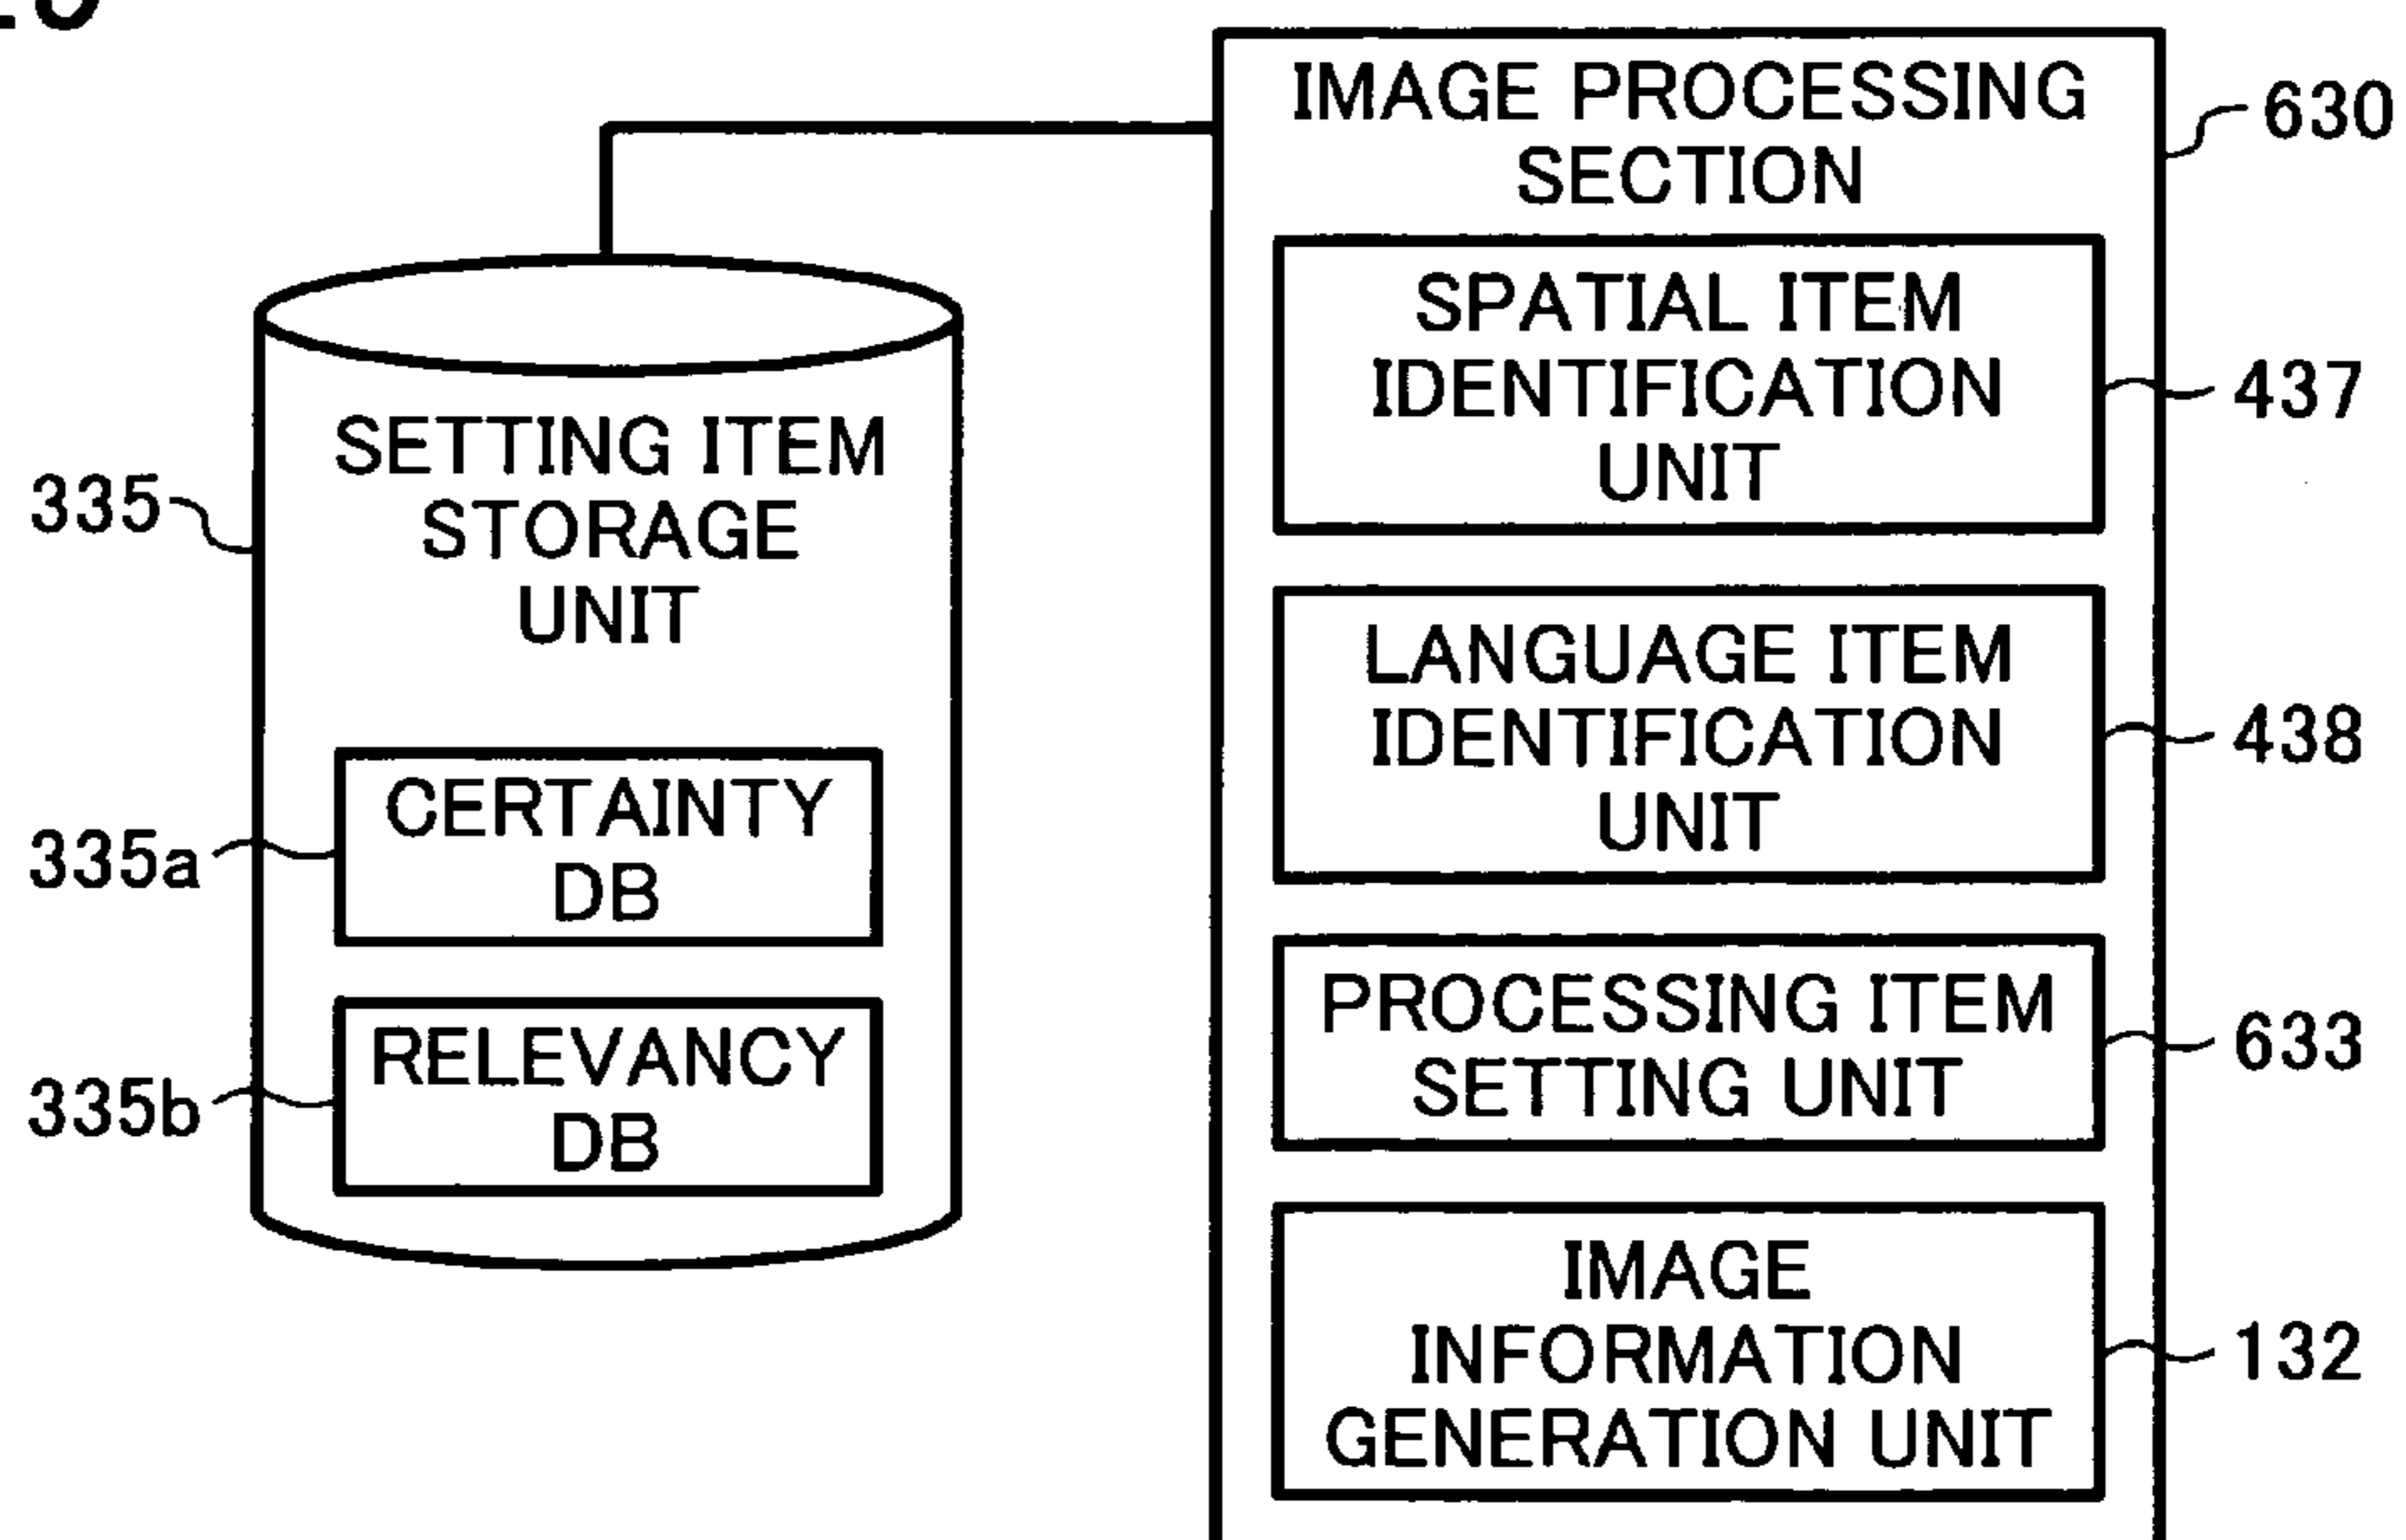 IMAGE PROCESSING
SECTION
630
SPATIAL ITEM
IDENTIFICATION
UNIT
437
LANGUAGE ITEM
IDENTIFICATION
UNIT
438
PROCESSING ITEM
SETTING UNIT
633
IMAGE
INFORMATION
GENERATION UNIT
132
335
SETTING ITEM
STORAGE
UNIT
335a
CERTAINTY
DB
335b
RELEVANCY
DB